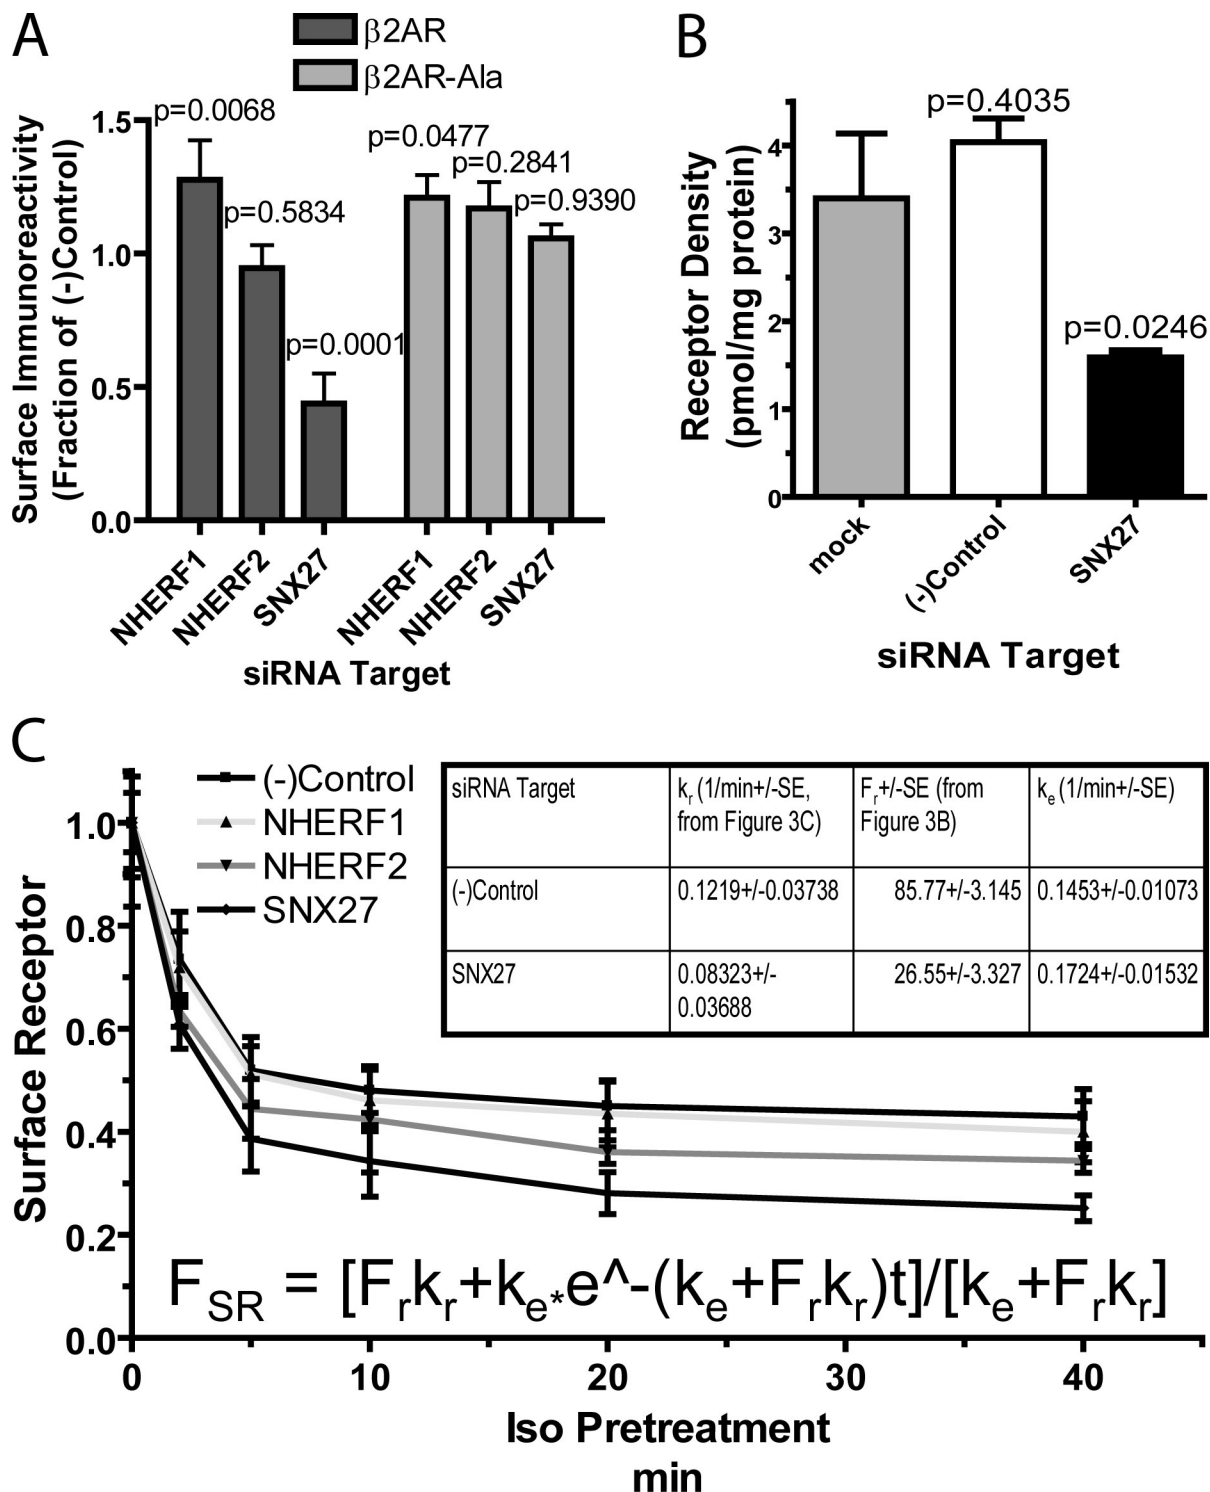 A
β2AR
β2AR-Ala
Surface Immunoreactivity
(Fraction of (-)Control)
1.5
1.0
0.5
0.0
p=0.0068
p=0.5834
p=0.0001
p=0.0477
p=0.2841
p=0.9390
NHERF1
NHERF2
SNX27
NHERF1
NHERF2
SNX27
siRNA Target
B
Receptor Density
(pmol/mg protein)
4
3
2
1
0
p=0.4035
p=0.0246
mock
(-)Control
SNX27
siRNA Target
C
(-)Control
NHERF1
NHERF2
SNX27
siRNA Target
kr (1/min+/-SE,
from Figure 3C)
Fr+/-SE (from
Figure 3B)
ke (1/min+/-SE)
(-)Control
0.1219+/-0.03738
85.77+/-3.145
0.1453+/-0.01073
SNX27
0.08323+/-
0.03688
26.55+/-3.327
0.1724+/-0.01532
Surface Receptor
1.0
0.8
0.6
0.4
0.2
0.0
FSR = [Frkr+ke*e^-(ke+Frkr)t]/[ke+Frkr]
0 10 20 30 40
Iso Pretreatment
min